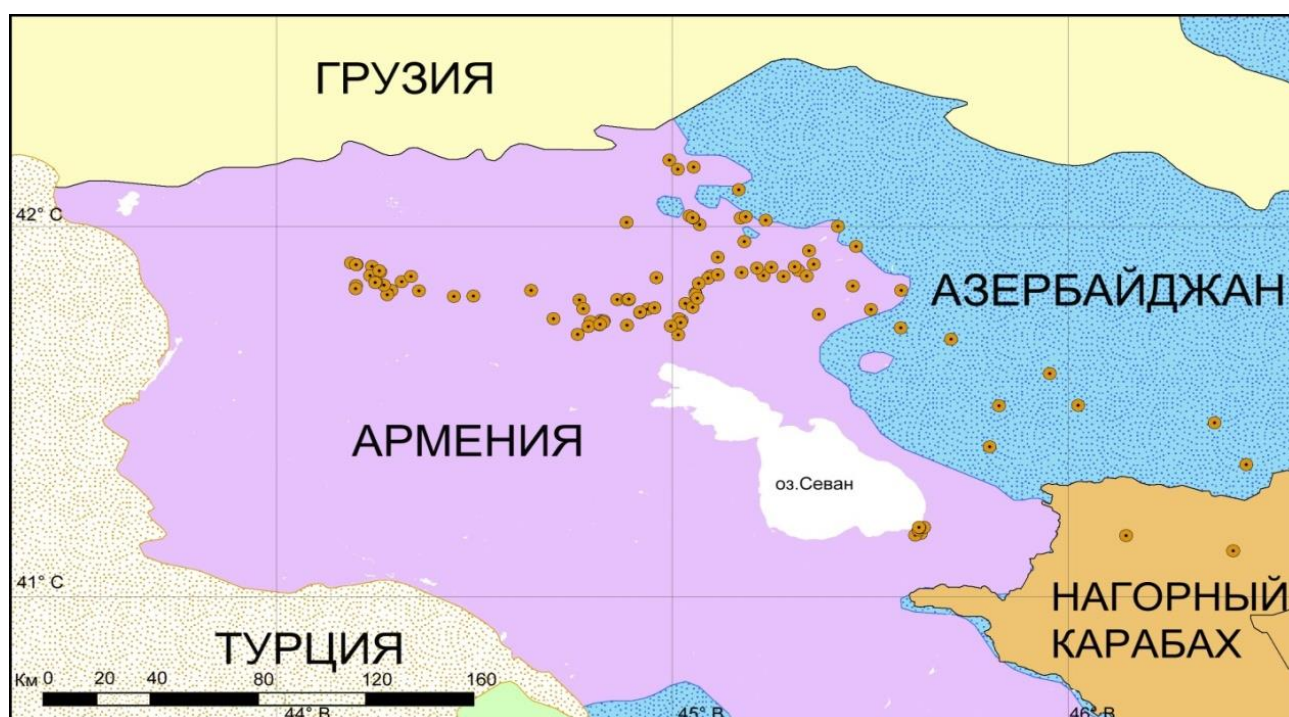 ГРУЗИЯ
42° С
АЗЕРБАЙДЖАН
АРМЕНИЯ
оз.Севан
41° С
НАГОРНЫЙ
КАРАБАХ
ТУРЦИЯ
Км 0 20 40 80 120 160
44° В 45° В 46° В